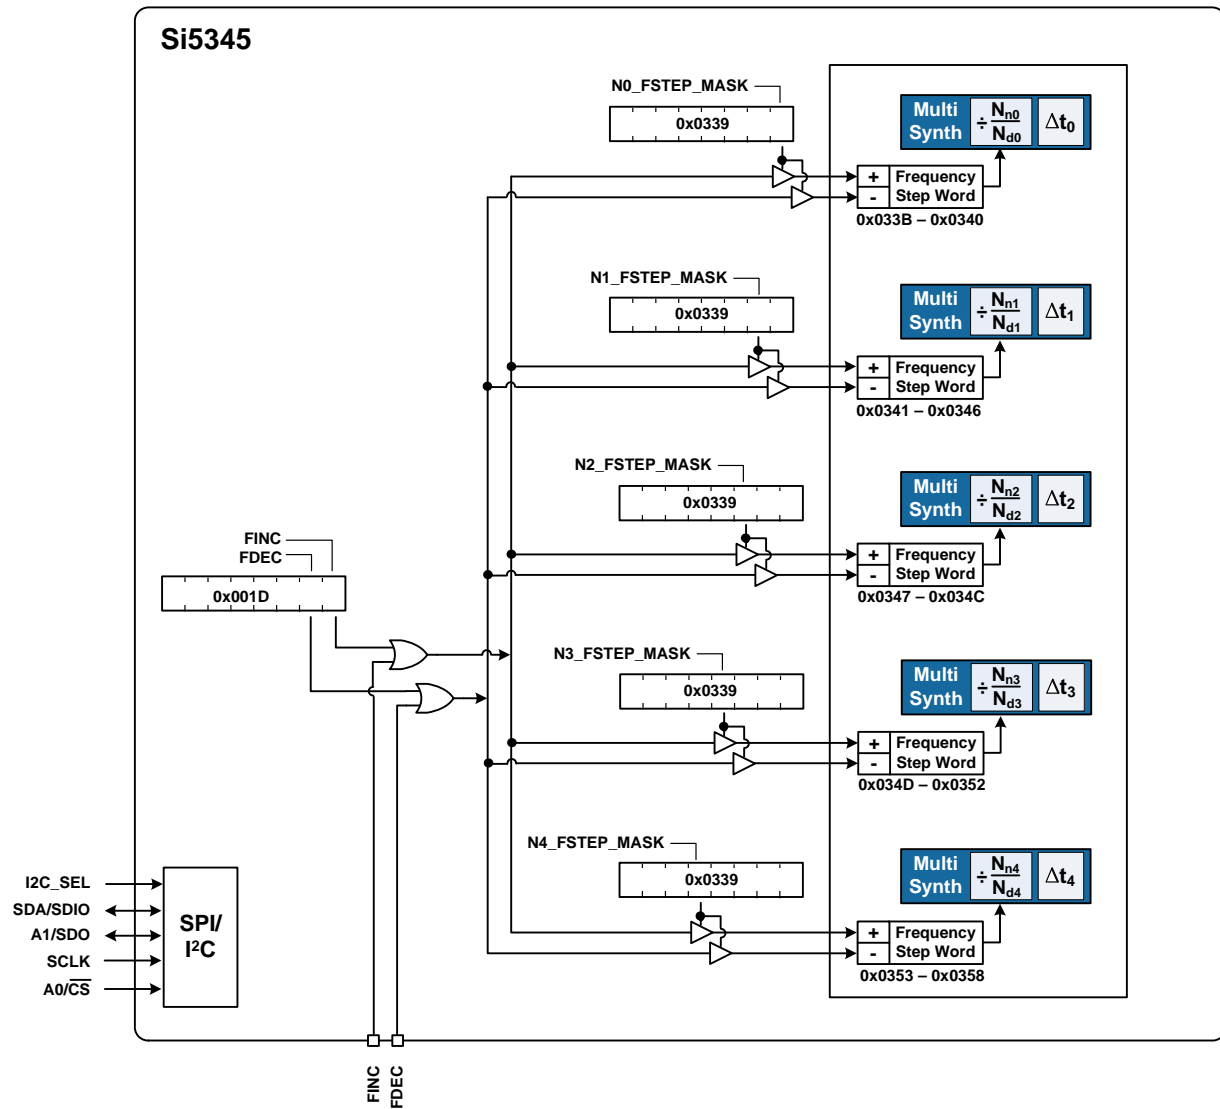 Si5345
N0_FSTEP_MASK
0x0339
Multi
Synth
÷ Nn0
Nd0
Δt0
+ Frequency
- Step Word
0x033B – 0x0340
N1_FSTEP_MASK
0x0339
Multi
Synth
÷ Nn1
Nd1
Δt1
+ Frequency
- Step Word
0x0341 – 0x0346
N2_FSTEP_MASK
0x0339
Multi
Synth
÷ Nn2
Nd2
Δt2
+ Frequency
- Step Word
0x0347 – 0x034C
FINC
FDEC
0x001D
N3_FSTEP_MASK
0x0339
Multi
Synth
÷ Nn3
Nd3
Δt3
+ Frequency
- Step Word
0x034D – 0x0352
N4_FSTEP_MASK
0x0339
Multi
Synth
÷ Nn4
Nd4
Δt4
+ Frequency
- Step Word
0x0353 – 0x0358
I2C_SEL
SDA/SDIO
A1/SDO
SCLK
A0/C̅S̅
SPI/
I²C
FINC
FDEC